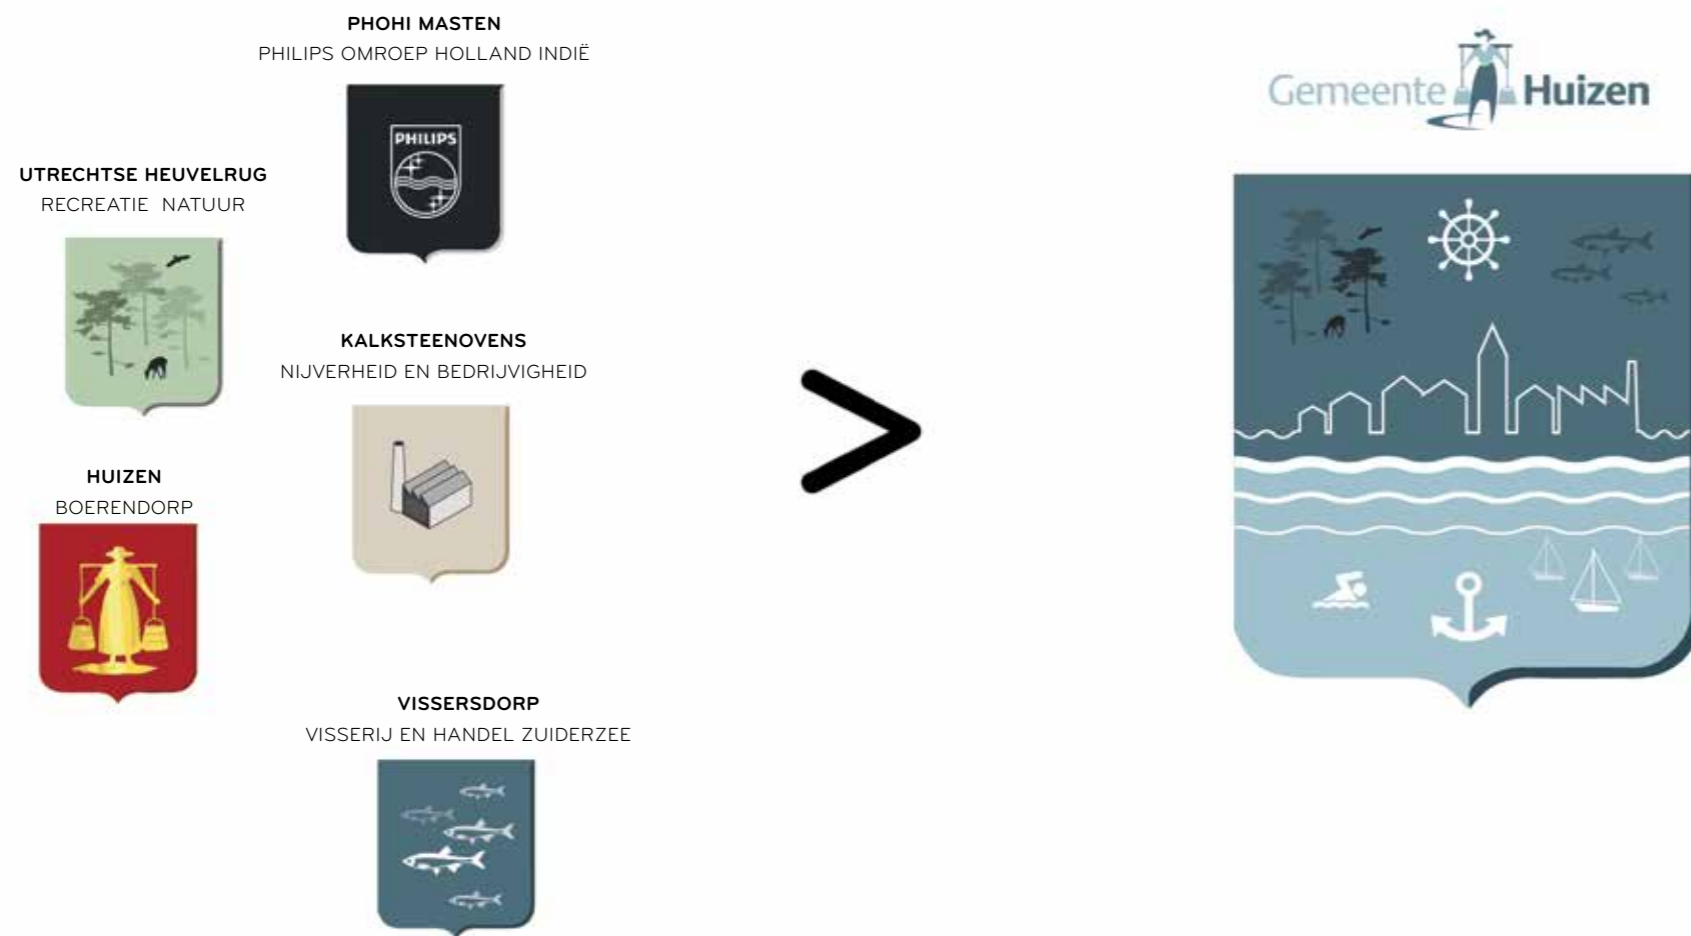 PHOHI MASTEN
PHILIPS OMROEP HOLLAND INDIË
PHILIPS
UTRECHTSE HEUVELRUG
RECREATIE NATUUR
KALKSTEENOVENS
NIJVERHEID EN BEDRIJVIGHEID
HUIZEN
BOERENDORP
VISSERSDORP
VISSERIJ EN HANDEL ZUIDERZEE
>
Gemeente Huizen